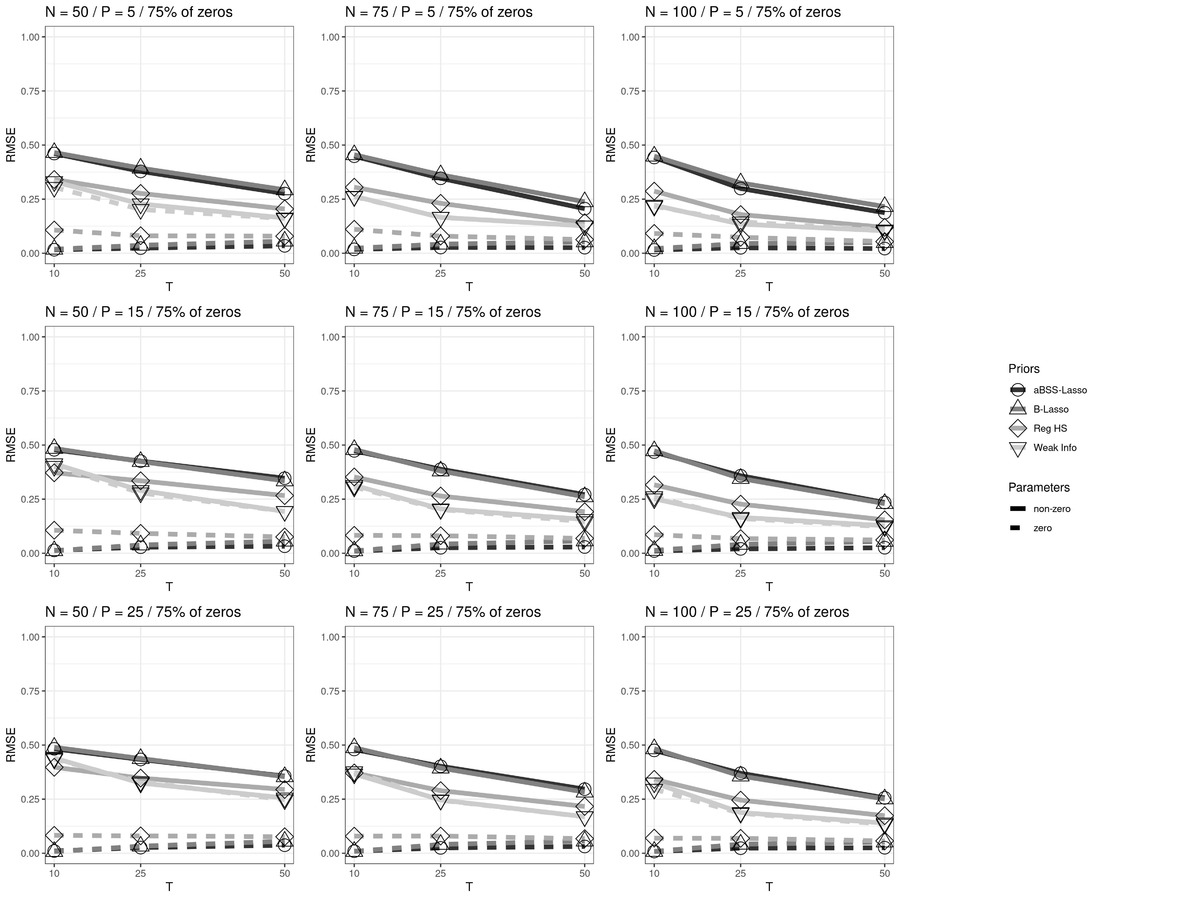 N = 50 / P = 5 / 75% of zeros
N = 75 / P = 5 / 75% of zeros
N = 100 / P = 5 / 75% of zeros
RMSE
1.00
0.75
0.50
0.25
0.00
10
25
50
T
RMSE
1.00
0.75
0.50
0.25
0.00
10
25
50
T
RMSE
1.00
0.75
0.50
0.25
0.00
10
25
50
T
N = 50 / P = 15 / 75% of zeros
N = 75 / P = 15 / 75% of zeros
N = 100 / P = 15 / 75% of zeros
RMSE
1.00
0.75
0.50
0.25
0.00
10
25
50
T
RMSE
1.00
0.75
0.50
0.25
0.00
10
25
50
T
RMSE
1.00
0.75
0.50
0.25
0.00
10
25
50
T
N = 50 / P = 25 / 75% of zeros
N = 75 / P = 25 / 75% of zeros
N = 100 / P = 25 / 75% of zeros
RMSE
1.00
0.75
0.50
0.25
0.00
10
25
50
T
RMSE
1.00
0.75
0.50
0.25
0.00
10
25
50
T
RMSE
1.00
0.75
0.50
0.25
0.00
10
25
50
T
Priors
aBSS-Lasso
B-Lasso
Reg HS
Weak Info
Parameters
non-zero
zero